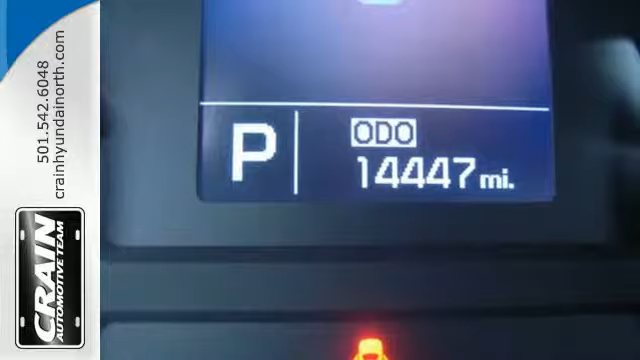 501.542.6048
crainhyundainorth.com
CRAIN
AUTOMOTIVE TEAM
P
ODO
14447 mi.